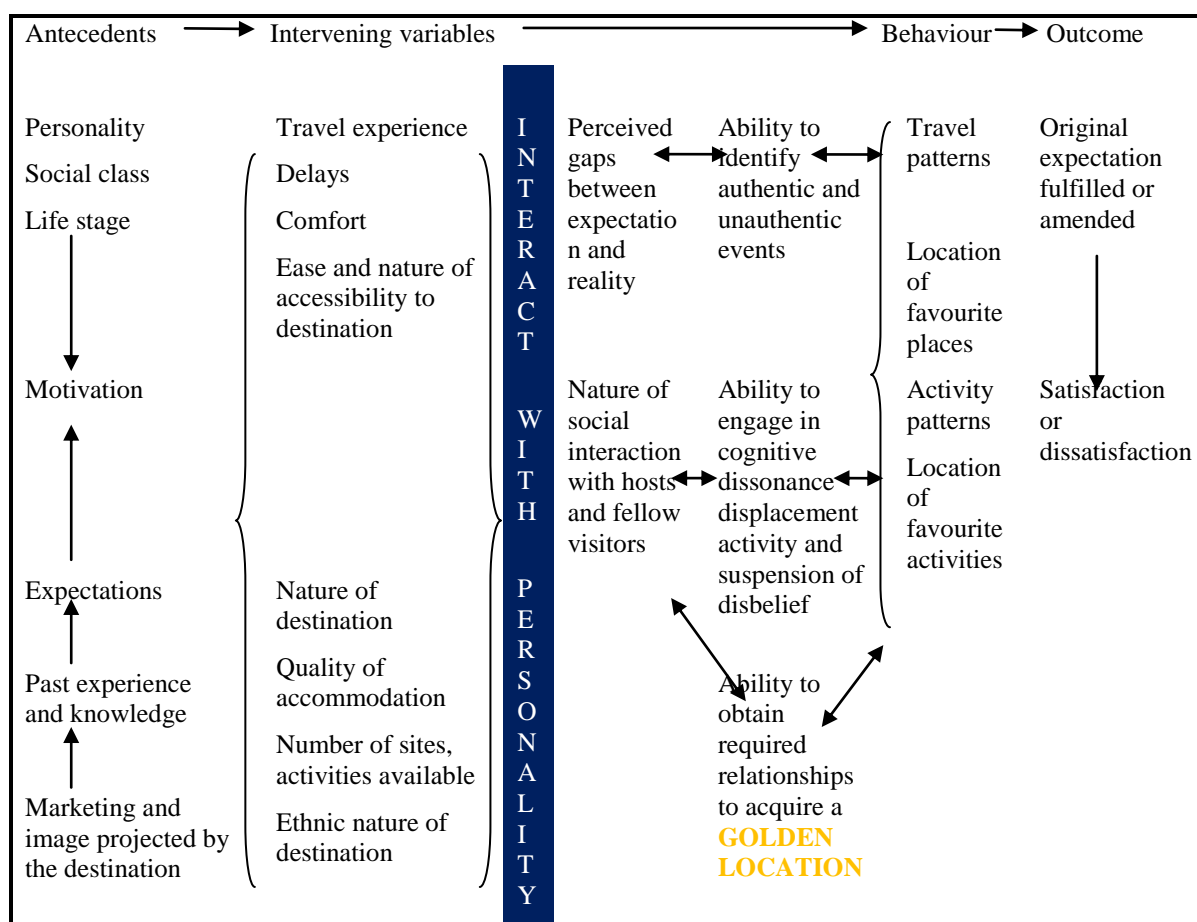 Antecedents
Intervening variables
Behaviour
Outcome
Personality
Social class
Life stage
Motivation
Expectations
Past experience
and knowledge
Marketing and
image projected by
the destination
Travel experience
Delays
Comfort
Ease and nature of
accessibility to
destination
Nature of
destination
Quality of
accommodation
Number of sites,
activities available
Ethnic nature of
destination
I
N
T
E
R
A
C
T
W
I
T
H
P
E
R
S
O
N
A
L
I
T
Y
Perceived
gaps
between
expectatio
n and
reality
Nature of
social
interaction
with hosts
and fellow
visitors
Ability to
identify
authentic and
unauthentic
events
Ability to
engage in
cognitive
dissonance
displacement
activity and
suspension of
disbelief
Ability to
obtain
required
relationships
to acquire a
GOLDEN
LOCATION
Travel
patterns
Location
of
favourite
places
Activity
patterns
Location
of
favourite
activities
Original
expectation
fulfilled or
amended
Satisfaction
or
dissatisfaction